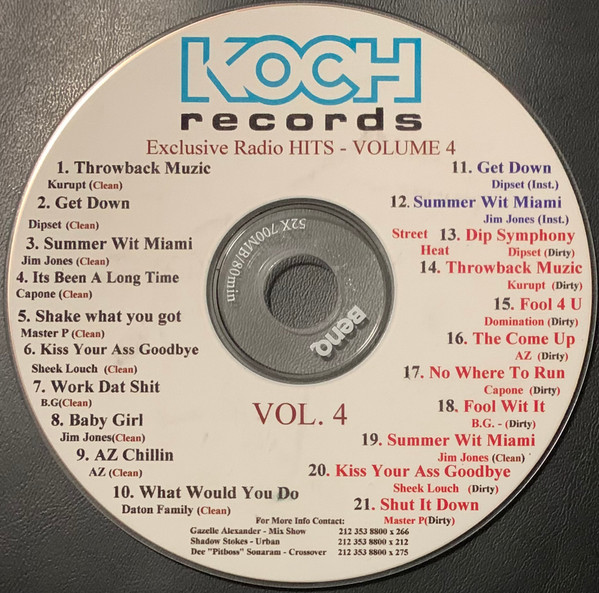 KOCH
records
Exclusive Radio HITS - VOLUME 4
1. Throwback Muzic
Kurupt (Clean)
2. Get Down
Dipset (Clean)
3. Summer Wit Miami
Jim Jones (Clean)
4. Its Been A Long Time
Capone (Clean)
5. Shake what you got
Master P (Clean)
6. Kiss Your Ass Goodbye
Sheek Louch (Clean)
7. Work Dat Shit
B.G(Clean)
8. Baby Girl
Jim Jones(Clean)
9. AZ Chillin
AZ (Clean)
10. What Would You Do
Daton Family (Clean)
11. Get Down
Dipset (Inst.)
12. Summer Wit Miami
Jim Jones (Inst.)
Street Heat
13. Dip Symphony
Dipset (Dirty)
14. Throwback Muzic
Kurupt (Dirty)
15. Fool 4 U
Domination (Dirty)
16. The Come Up
AZ (Dirty)
17. No Where To Run
Capone (Dirty)
18. Fool Wit It
B.G. - (Dirty)
19. Summer Wit Miami
Jim Jones (Clean)
20. Kiss Your Ass Goodbye
Sheek Louch (Dirty)
21. Shut It Down
Master P(Dirty)
52X 700MB/80min
BenQ
VOL. 4
For More Info Contact:
Gazelle Alexander - Mix Show 212 353 8800 x 266
Shadow Stokes - Urban 212 353 8800 x 212
Dee "Pitboss" Sonaram - Crossover 212 353 8800 x 275